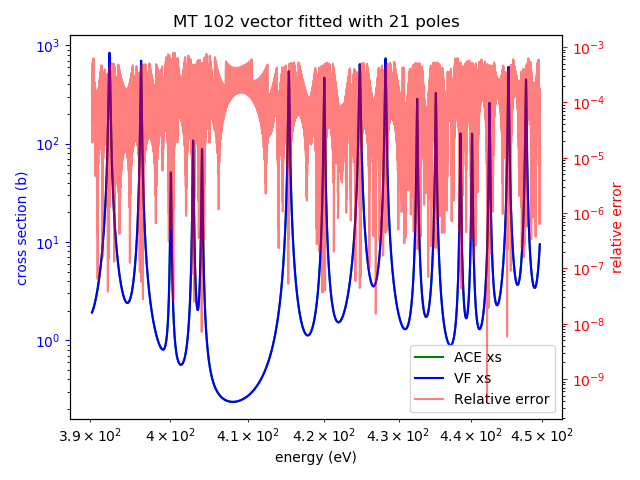 MT 102 vector fitted with 21 poles
10³
10²
10¹
10⁰
cross section (b)
10⁻³
10⁻⁴
10⁻⁵
10⁻⁶
10⁻⁷
10⁻⁸
10⁻⁹
relative error
ACE xs
VF xs
Relative error
3.9 × 10² 4 × 10² 4.1 × 10² 4.2 × 10² 4.3 × 10² 4.4 × 10² 4.5 × 10²
energy (eV)